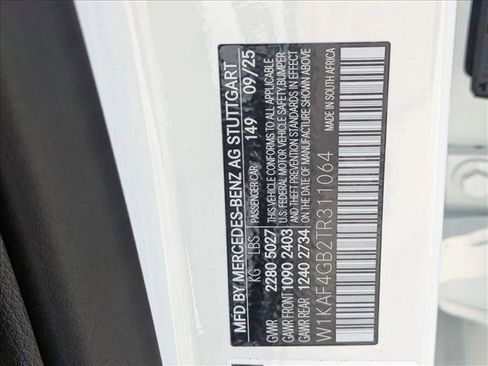 MFD BY MERCEDES-BENZ AG STUTTGART
KG LBS PASSENGER CAR 149 09/25
GVWR 2280 5027 THIS VEHICLE CONFORMS TO ALL APPLICABLE
GAWR FRONT 1090 2403 U.S. FEDERAL MOTOR VEHICLE SAFETY, BUMPER
GAWR REAR 1240 2734 AND THEFT PREVENTION STANDARDS IN EFFECT
ON THE DATE OF MANUFACTURE SHOWN ABOVE
W1KAF4GB2TR311064 MADE IN SOUTH AFRICA